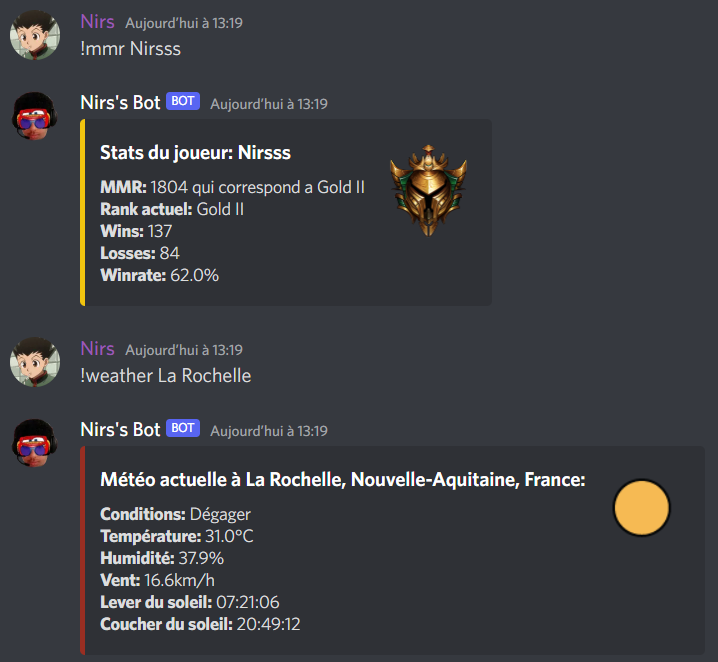 Nirs Aujourd'hui à 13:19
!mmr Nirsss
Nirs's Bot BOT Aujourd'hui à 13:19
Stats du joueur: Nirsss
MMR: 1804 qui correspond a Gold II
Rank actuel: Gold II
Wins: 137
Losses: 84
Winrate: 62.0%
Nirs Aujourd'hui à 13:19
!weather La Rochelle
Nirs's Bot BOT Aujourd'hui à 13:19
Météo actuelle à La Rochelle, Nouvelle-Aquitaine, France:
Conditions: Dégager
Température: 31.0°C
Humidité: 37.9%
Vent: 16.6km/h
Lever du soleil: 07:21:06
Coucher du soleil: 20:49:12